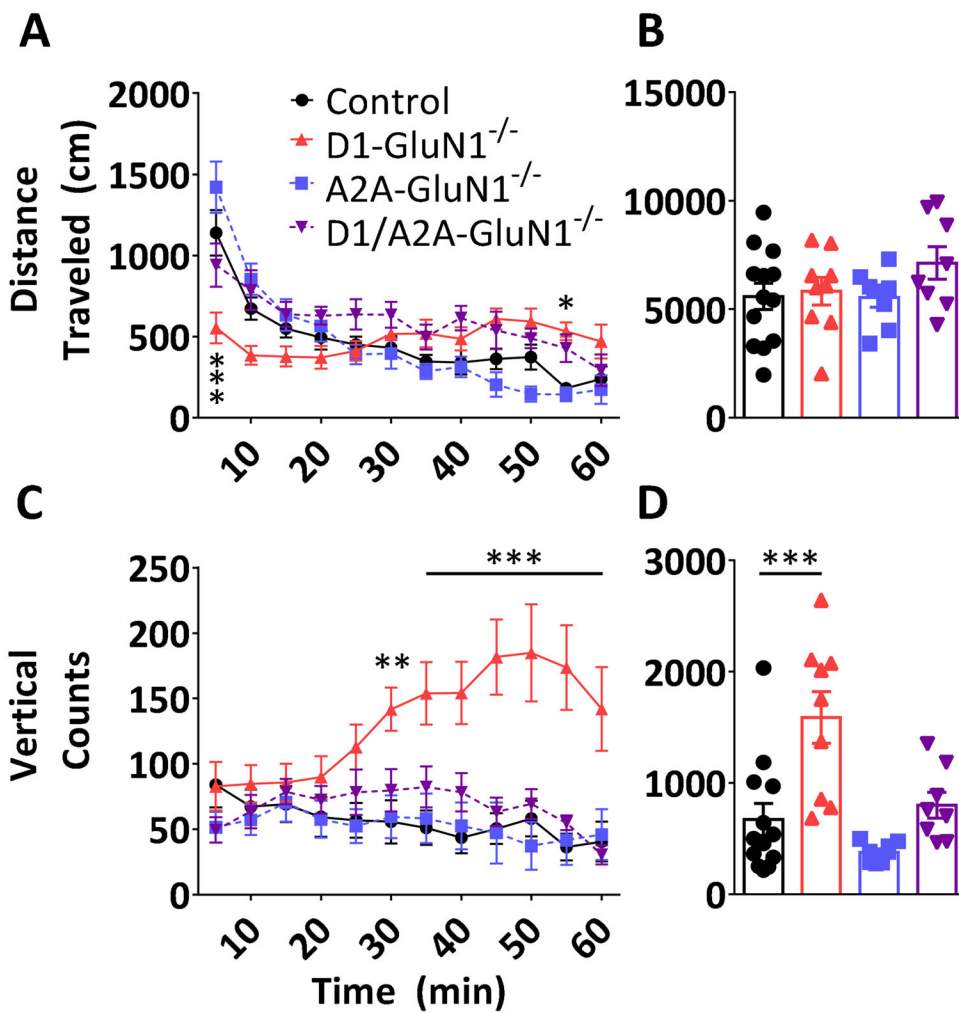 A
B
Distance
Traveled (cm)
2000
1500
1000
500
0
10
20
30
40
50
60
Control
D1-GluN1-/-
A2A-GluN1-/-
D1/A2A-GluN1-/-
***
*
15000
10000
5000
0
C
D
Vertical
Counts
250
200
150
100
50
0
10
20
30
40
50
60
Time (min)
**
***
3000
2000
1000
0
***